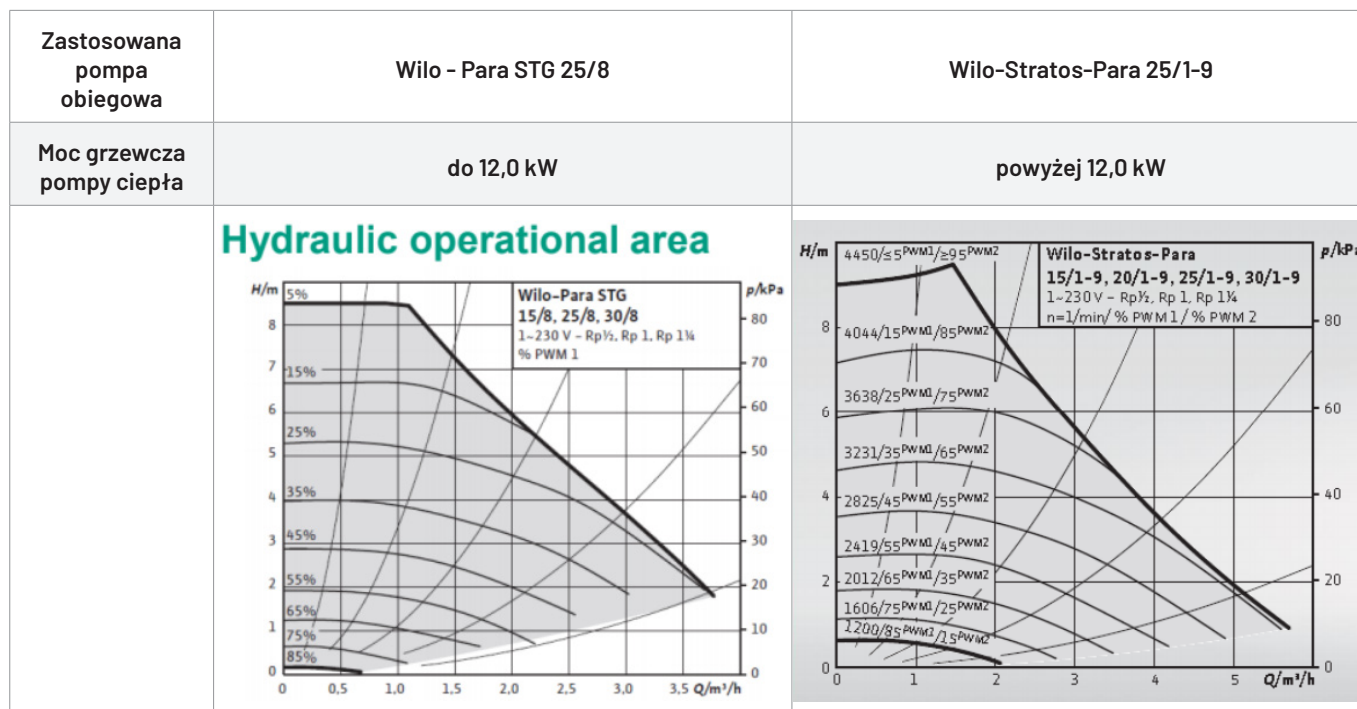 Zastosowana
pompa
obiegowa
Wilo - Para STG 25/8
Wilo-Stratos-Para 25/1-9
Moc grzewcza
pompy ciepła
do 12,0 kW
powyżej 12,0 kW
Hydraulic operational area
H/m
p/kPa
Wilo-Para STG
15/8, 25/8, 30/8
1~230 V - Rp½, Rp 1, Rp 1¼
% PWM 1
5%
15%
25%
35%
45%
55%
65%
75%
85%
8
7
6
5
4
3
2
1
0
80
70
60
50
40
30
20
10
0
0 0,5 1,0 1,5 2,0 2,5 3,0 3,5 Q/m³/h
H/m
p/kPa
Wilo-Stratos-Para
15/1-9, 20/1-9, 25/1-9, 30/1-9
1~230 V - Rp½, Rp 1, Rp 1¼
n=1/min/ % PWM 1 / % PWM 2
4450/≤5PWM1/≥95PWM2
4044/15PWM1/85PWM2
3638/25PWM1/75PWM2
3231/35PWM1/65PWM2
2825/45PWM1/55PWM2
2419/55PWM1/45PWM2
2012/65PWM1/35PWM2
1606/75PWM1/25PWM2
1200/85PWM1/15PWM2
8
6
4
2
0
80
60
40
20
0
0 1 2 3 4 5 Q/m³/h